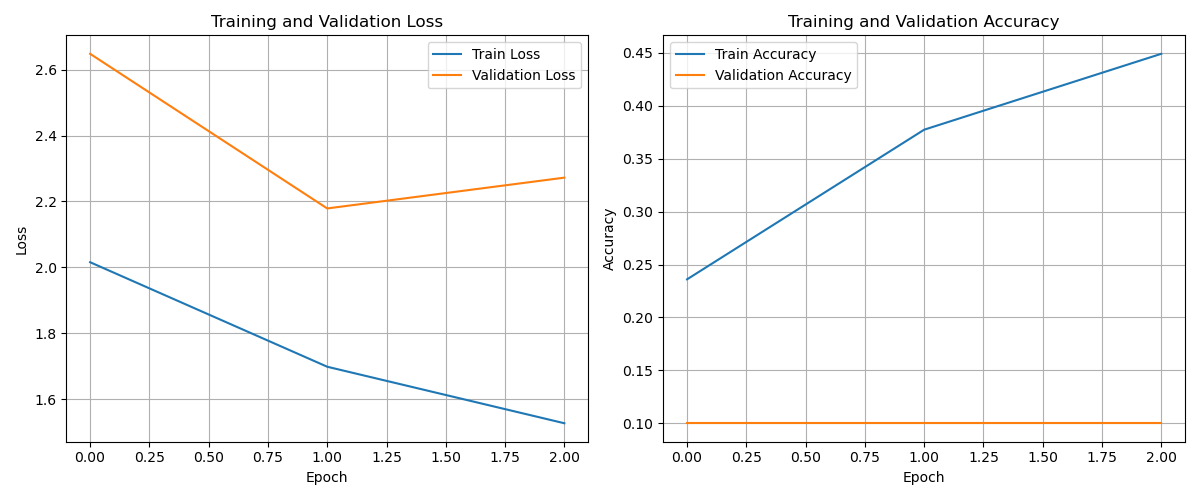 Training and Validation Loss
Train Loss
Validation Loss
2.6
2.4
2.2
2.0
1.8
1.6
Loss
0.00 0.25 0.50 0.75 1.00 1.25 1.50 1.75 2.00
Epoch
Training and Validation Accuracy
Train Accuracy
Validation Accuracy
0.45
0.40
0.35
0.30
0.25
0.20
0.15
0.10
Accuracy
0.00 0.25 0.50 0.75 1.00 1.25 1.50 1.75 2.00
Epoch